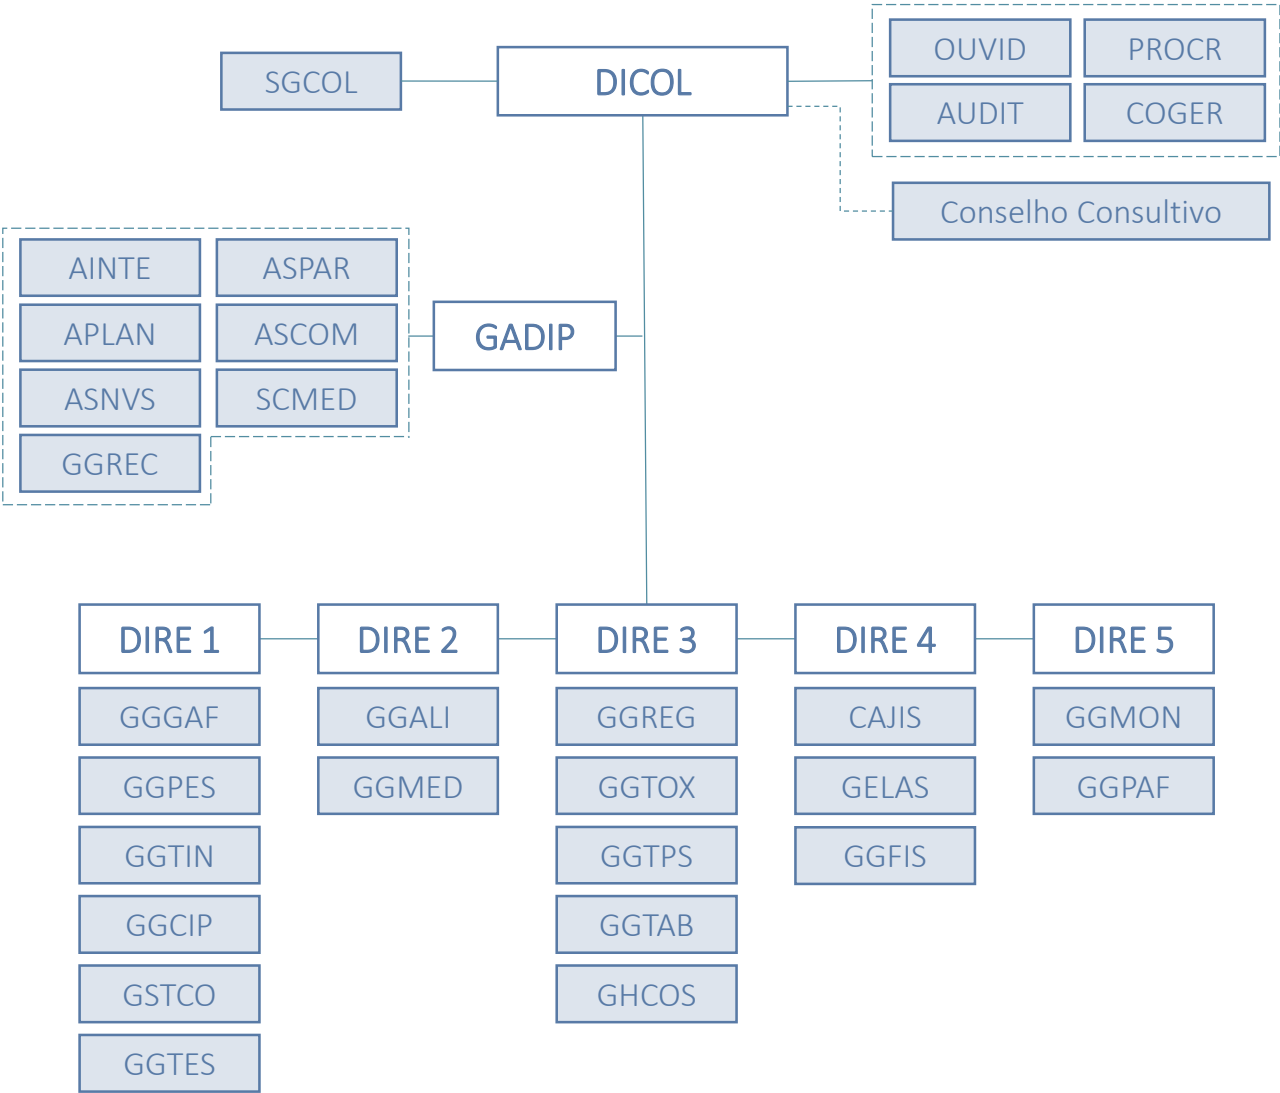 SGCOL
DICOL
OUVID
PROCR
AUDIT
COGER
Conselho Consultivo
AINTE
ASPAR
APLAN
ASCOM
ASNVS
SCMED
GGREC
GADIP
DIRE 1
DIRE 2
DIRE 3
DIRE 4
DIRE 5
GGGAF
GGALI
GGREG
CAJIS
GGMON
GGPES
GGMED
GGTOX
GELAS
GGPAF
GGTIN
GGTPS
GGFIS
GGCIP
GGTAB
GSTCO
GHCOS
GGTES